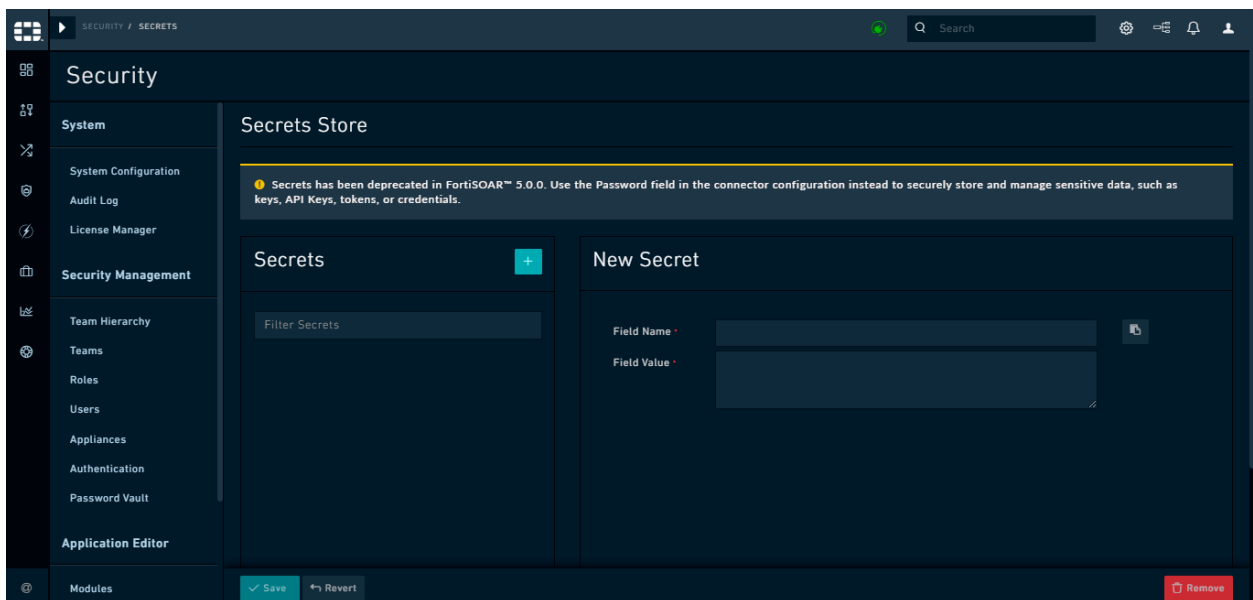 SECURITY / SECRETS
Search
Security
System
System Configuration
Audit Log
License Manager
Security Management
Team Hierarchy
Teams
Roles
Users
Appliances
Authentication
Password Vault
Application Editor
Modules
@
Secrets Store
Secrets has been deprecated in FortiSOAR™ 5.0.0. Use the Password field in the connector configuration instead to securely store and manage sensitive data, such as
keys, API Keys, tokens, or credentials.
Secrets
+
Filter Secrets
New Secret
Field Name *
Field Value *
Save
Revert
Remove